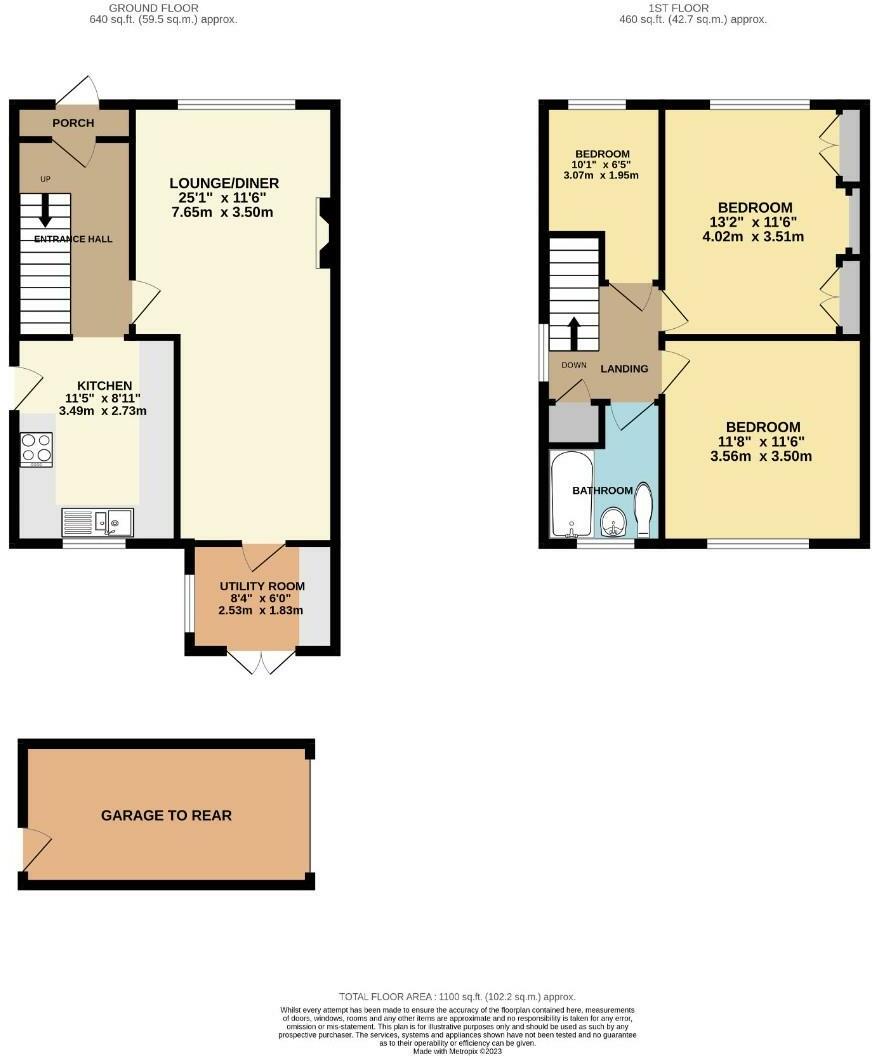 GROUND FLOOR
640 sq.ft. (59.5 sq.m.) approx.
1ST FLOOR
460 sq.ft. (42.7 sq.m.) approx.
PORCH
UP
ENTRANCE HALL
LOUNGE/DINER
25'1" x 11'6"
7.65m x 3.50m
KITCHEN
11'5" x 8'11"
3.49m x 2.73m
UTILITY ROOM
8'4" x 6'0"
2.53m x 1.83m
BEDROOM
10'1" x 6'5"
3.07m x 1.95m
BEDROOM
13'2" x 11'6"
4.02m x 3.51m
DOWN
LANDING
BEDROOM
11'8" x 11'6"
3.56m x 3.50m
BATHROOM
GARAGE TO REAR
TOTAL FLOOR AREA : 1100 sq.ft. (102.2 sq.m.) approx.
Whilst every attempt has been made to ensure the accuracy of the floorplan contained here, measurements
of doors, windows, rooms and any other items are approximate and no responsibility is taken for any error,
omission or mis-statement. This plan is for illustrative purposes only and should be used as such by any
prospective purchaser. The services, systems and appliances shown have not been tested and no guarantee
as to their operability or efficiency can be given.
Made with Metropix ©2023